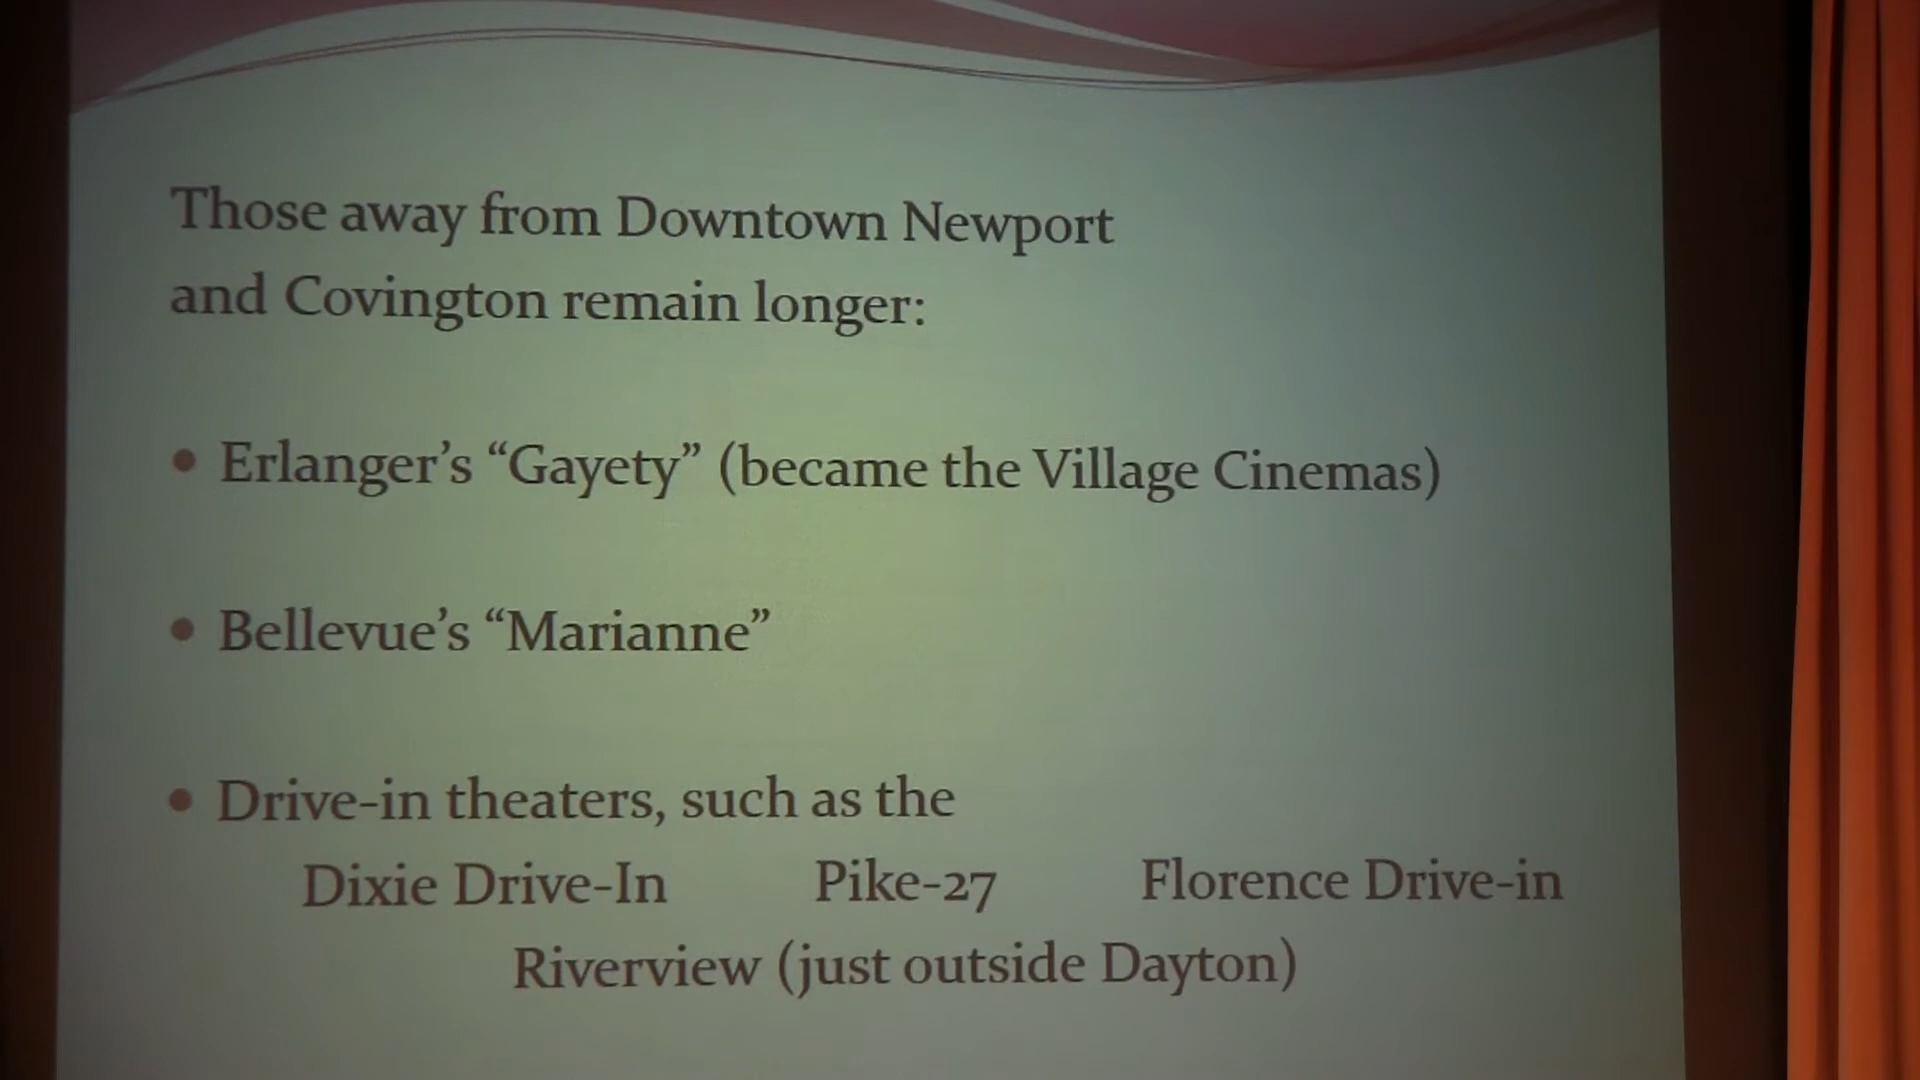 Those away from Downtown Newport
and Covington remain longer:
• Erlanger’s “Gayety” (became the Village Cinemas)
• Bellevue’s “Marianne”
• Drive-in theaters, such as the
Dixie Drive-In Pike-27 Florence Drive-in
Riverview (just outside Dayton)